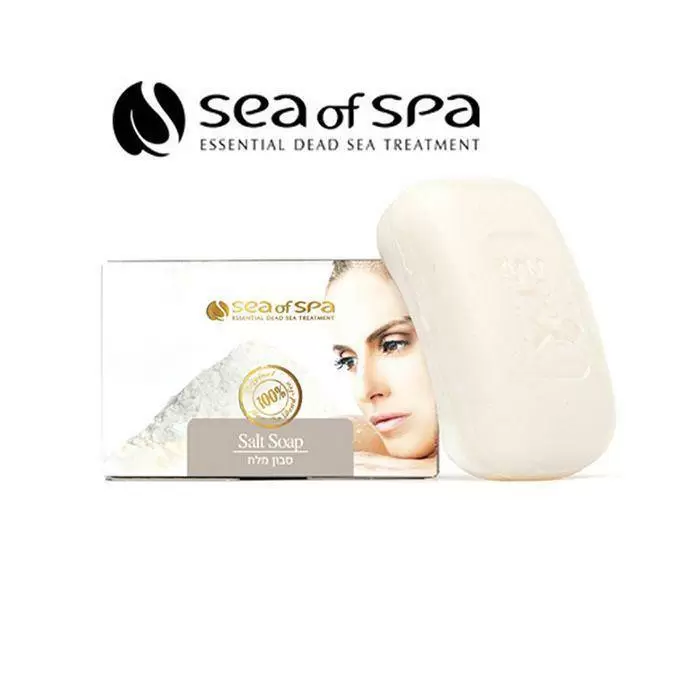 sea of spa
ESSENTIAL DEAD SEA TREATMENT
sea of spa
ESSENTIAL DEAD SEA TREATMENT
100%
Salt Soap
סבון מלח